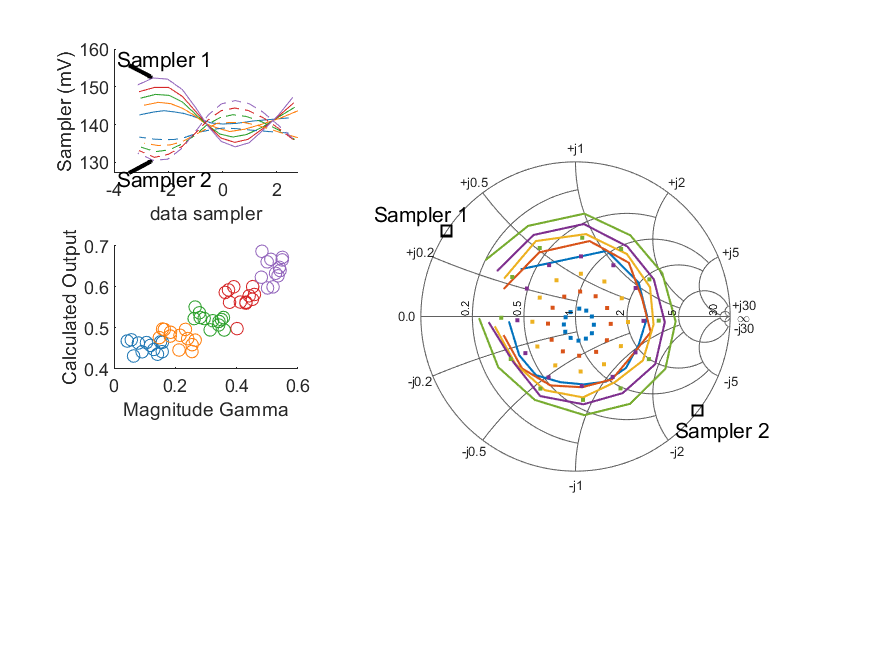 160
Sampler 1
150
140
130
Sampler (mV)
Sampler 2
-4
-2
0
2
data sampler
0.7
0.6
0.5
0.4
Calculated Output
0
0.2
0.4
0.6
Magnitude Gamma
+j1
+j0.5
+j2
Sampler 1
+j0.2
+j5
0.0
0.2
0.5
1
2
5
30
+j30
∞
-j30
-j0.2
-j5
Sampler 2
-j0.5
-j2
-j1